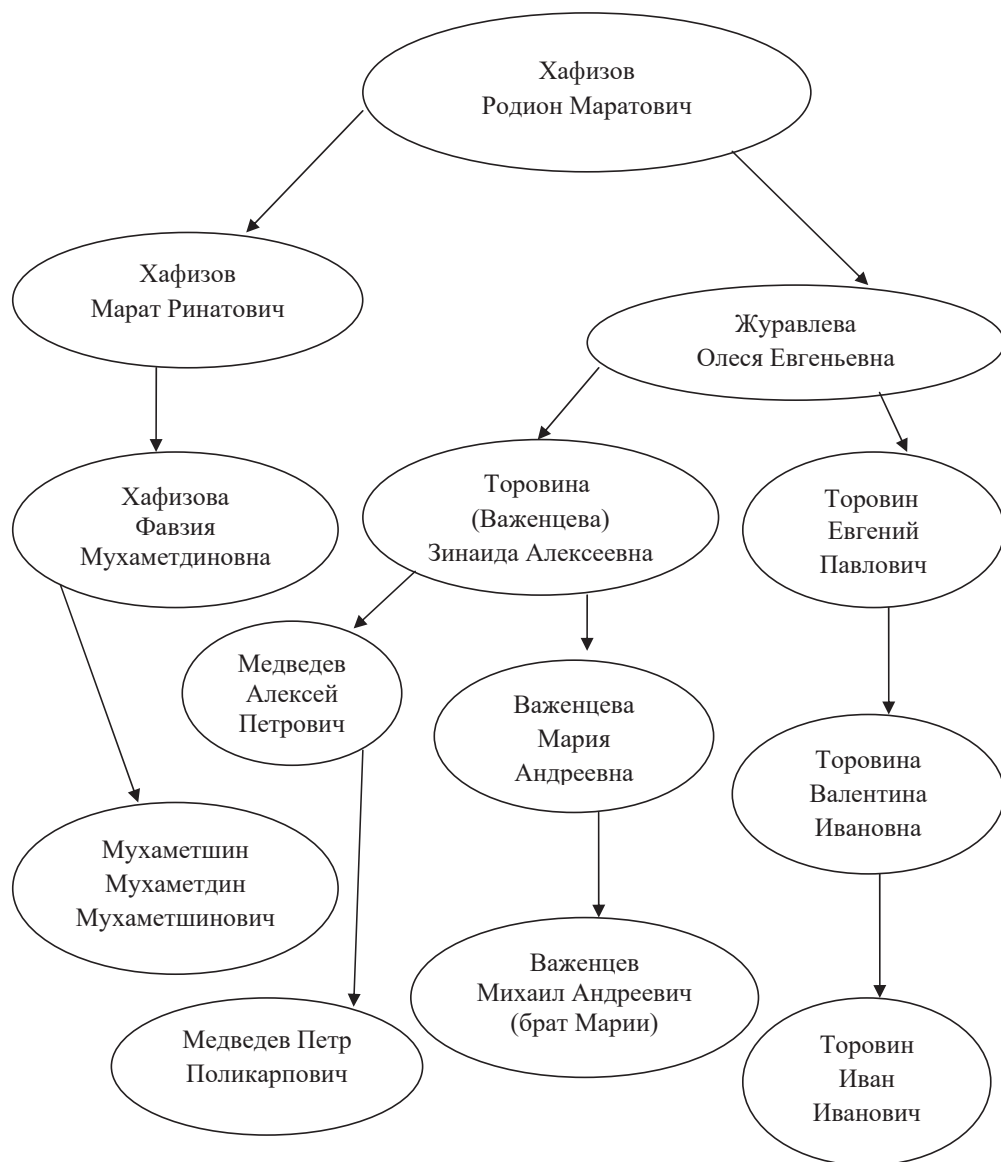 Хафизов
Родион Маратович
Хафизов
Марат Ринатович
Журавлева
Олеся Евгеньевна
Хафизова
Фавзия
Мухаметдиновна
Торовина
(Важенцева)
Зинаида Алексеевна
Торовин
Евгений
Павлович
Медведев
Алексей
Петрович
Важенцева
Мария
Андреевна
Торовина
Валентина
Ивановна
Мухаметшин
Мухаметдин
Мухаметшинович
Важенцев
Михаил Андреевич
(брат Марии)
Медведев Петр
Поликарпович
Торовин
Иван
Иванович